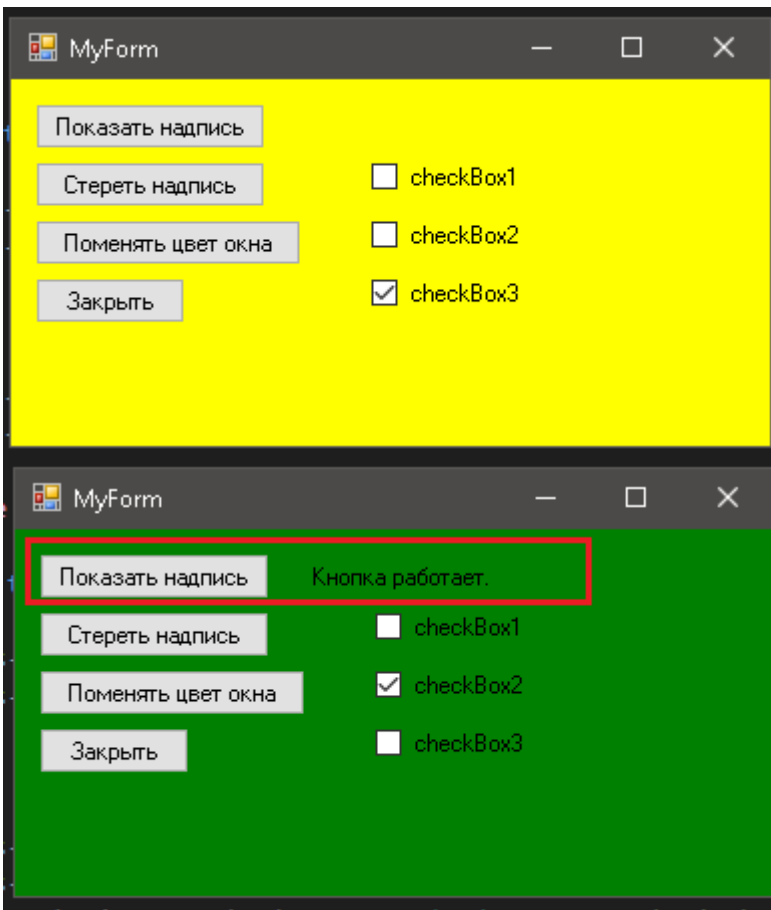 MyForm
Показать надпись
Стереть надпись
checkBox1
Поменять цвет окна
checkBox2
Закрыть
checkBox3
MyForm
Показать надпись
Кнопка работает.
Стереть надпись
checkBox1
Поменять цвет окна
checkBox2
Закрыть
checkBox3